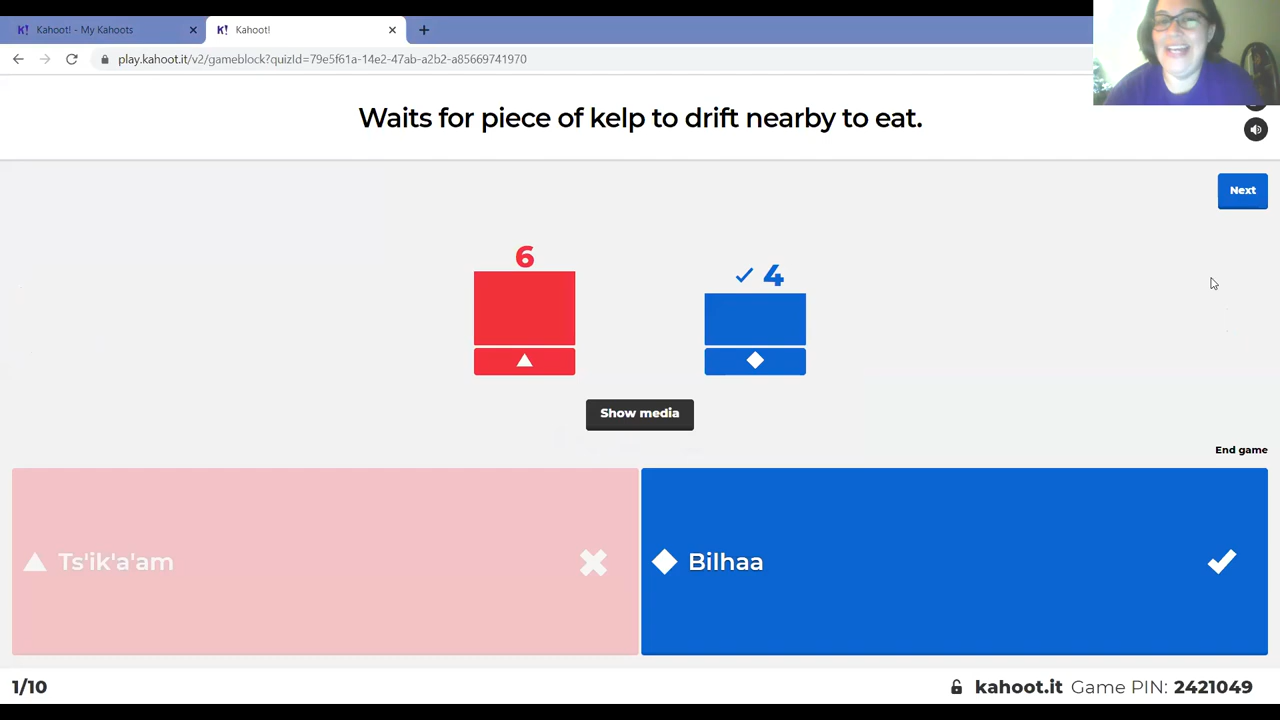 K! Kahoot! - My Kahoots
K! Kahoot!
play.kahoot.it/v2/gameblock?quizId=79e5f61a-14e2-47ab-a2b2-a85669741970
Waits for piece of kelp to drift nearby to eat.
Next
6
4
Show media
End game
Ts'ik'a'am
Bilhaa
1/10
kahoot.it Game PIN: 2421049